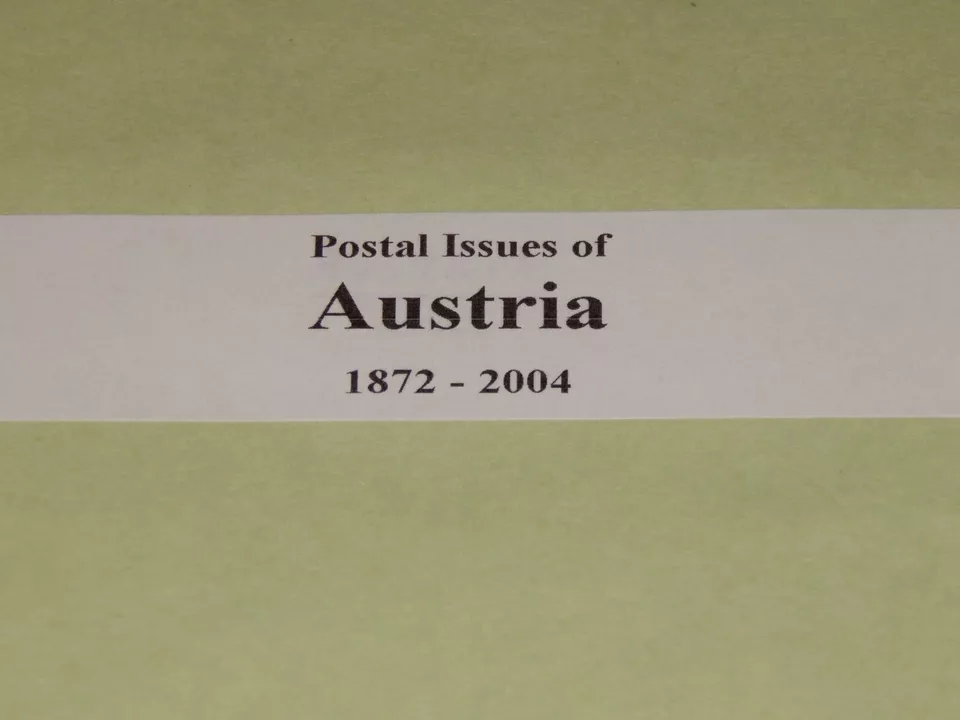 Postal Issues of
Austria
1872 - 2004